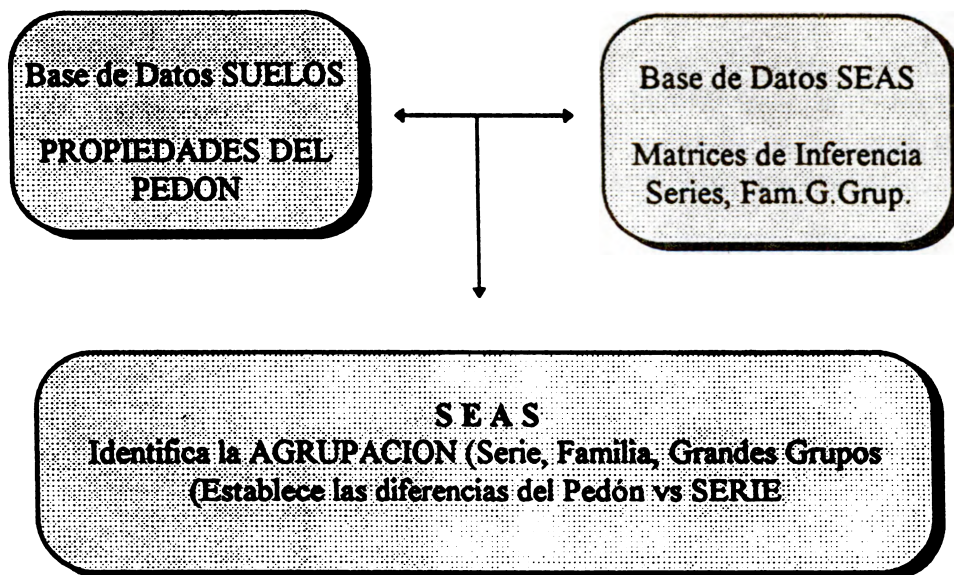 Base de Datos SUELOS
PROPIEDADES DEL
PEDON
Base de Datos SEAS
Matrices de Inferencia
Series, Fam.G.Grup.
S E A S
Identifica la AGRUPACION (Serie, Familia, Grandes Grupos
(Establece las diferencias del Pedón vs SERIE